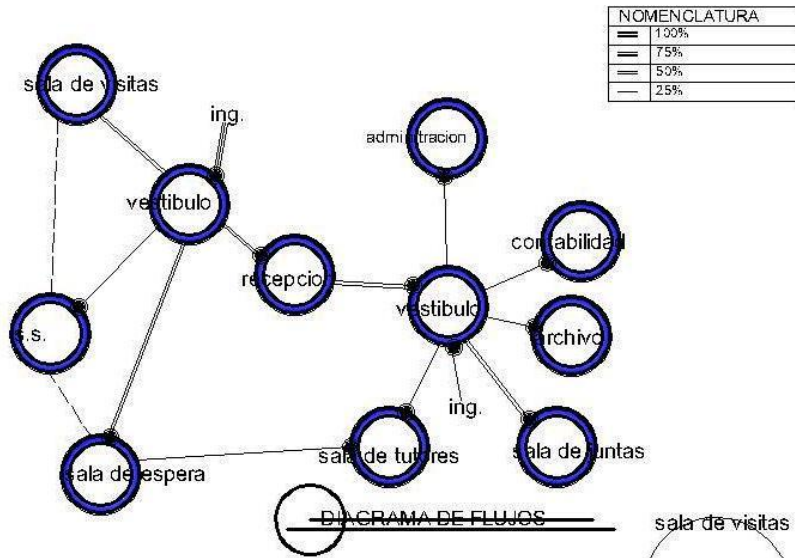 NOMENCLATURA
100%
75%
50%
25%
sala de visitas
ing.
adminitracion
vestibulo
contabilidad
recepcion
vestibulo
s.s.
archivo
ing.
sala de tutores
sala de juntas
sala de espera
DIAGRAMA DE FLUJOS
sala de visitas